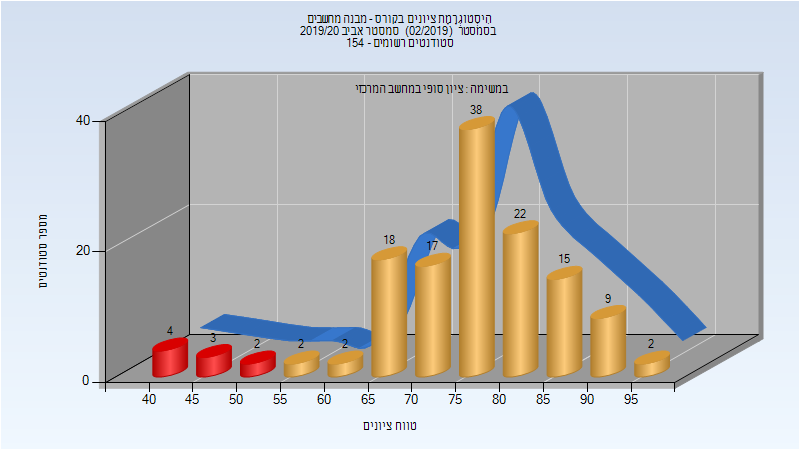 היסטוגרמת ציונים בקורס - מבנה מחשבים
בסמסטר (02/2019) סמסטר אביב 2019/20
סטודנטים רשומים - 154
במשימה : ציון סופי במחשב המרכזי
מספר סטודנטים
40
20
0
4
3
2
2
2
18
17
38
22
15
9
2
40 45 50 55 60 65 70 75 80 85 90 95
טווח ציונים